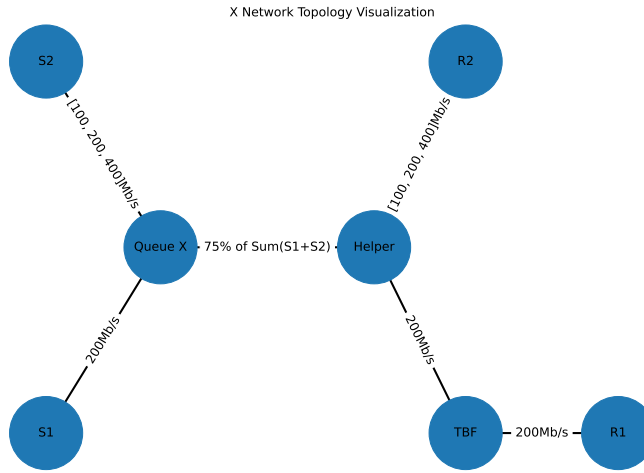 X Network Topology Visualization
S2
R2
[100, 200, 400]Mb/s
[100, 200, 400]Mb/s
Queue X
75% of Sum(S1+S2)
Helper
200Mb/s
200Mb/s
S1
TBF
200Mb/s
R1